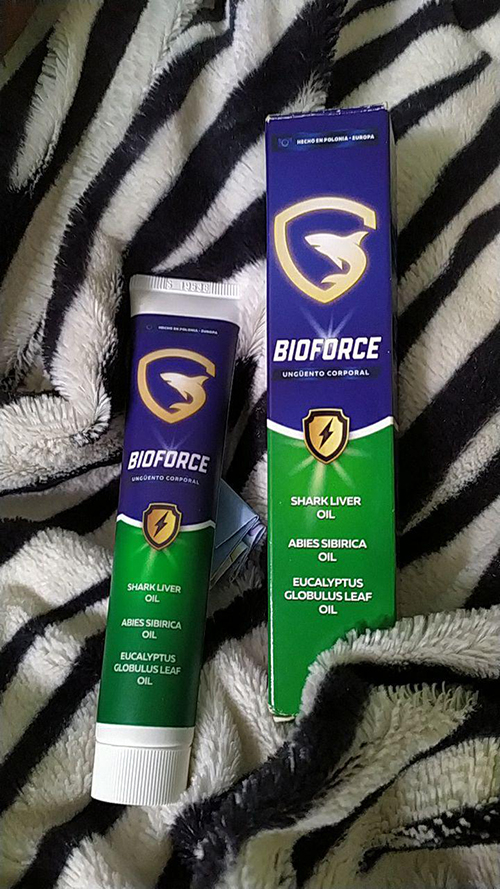 HECHO EN POLONIA - EUROPA
BIOFORCE
UNGÜENTO CORPORAL
SHARK LIVER
OIL
ABIES SIBIRICA
OIL
EUCALYPTUS
GLOBULUS LEAF
OIL
HECHO EN POLONIA - EUROPA
BIOFORCE
UNGÜENTO CORPORAL
SHARK LIVER
OIL
ABIES SIBIRICA
OIL
EUCALYPTUS
GLOBULUS LEAF
OIL